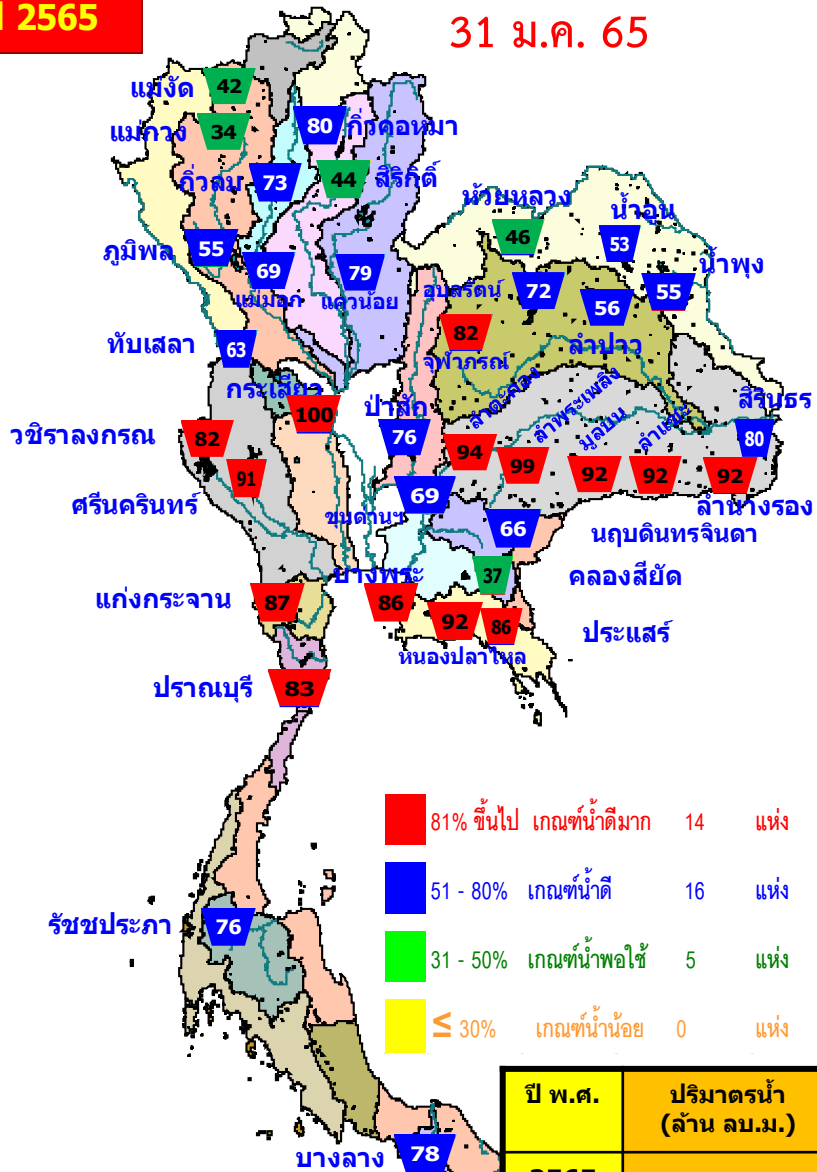 2565
31 ม.ค. 65
แม่งัด 42
แม่กวง 34
80 กิ่วคอหมา
กิ่วลม 73
44 สิริกิติ์
ห้วยหลวง
46
น้ำอูน
53
ภูมิพล 55
69
แม่มอก
79
แควน้อย
น้ำพุง
55
อุบลรัตน์ 72
56
ลำปาว
82
จุฬาภรณ์
ทับเสลา 63
กระเสียว
100
ป่าสัก
76
ลำตะคอง
94
ลำพระเพลิง
99
มูลบน
92
ลำแชะ
92
สิรินธร
80
92
ลำนางรอง
วชิราลงกรณ 82
ศรีนครินทร์ 91
69
ขุนด่านฯ
66
นฤบดินทรจินดา
37
คลองสียัด
แก่งกระจาน 87
บางพระ
86
92
หนองปลาไหล
86
ประแสร์
ปราณบุรี 83
81% ขึ้นไป เกณฑ์น้ำดีมาก 14 แห่ง
51 - 80% เกณฑ์น้ำดี 16 แห่ง
31 - 50% เกณฑ์น้ำพอใช้ 5 แห่ง
≤ 30% เกณฑ์น้ำน้อย 0 แห่ง
รัชชประภา 76
บางลาง 78
ปี พ.ศ. ปริมาตรน้ำ
(ล้าน ลบ.ม.)
2565